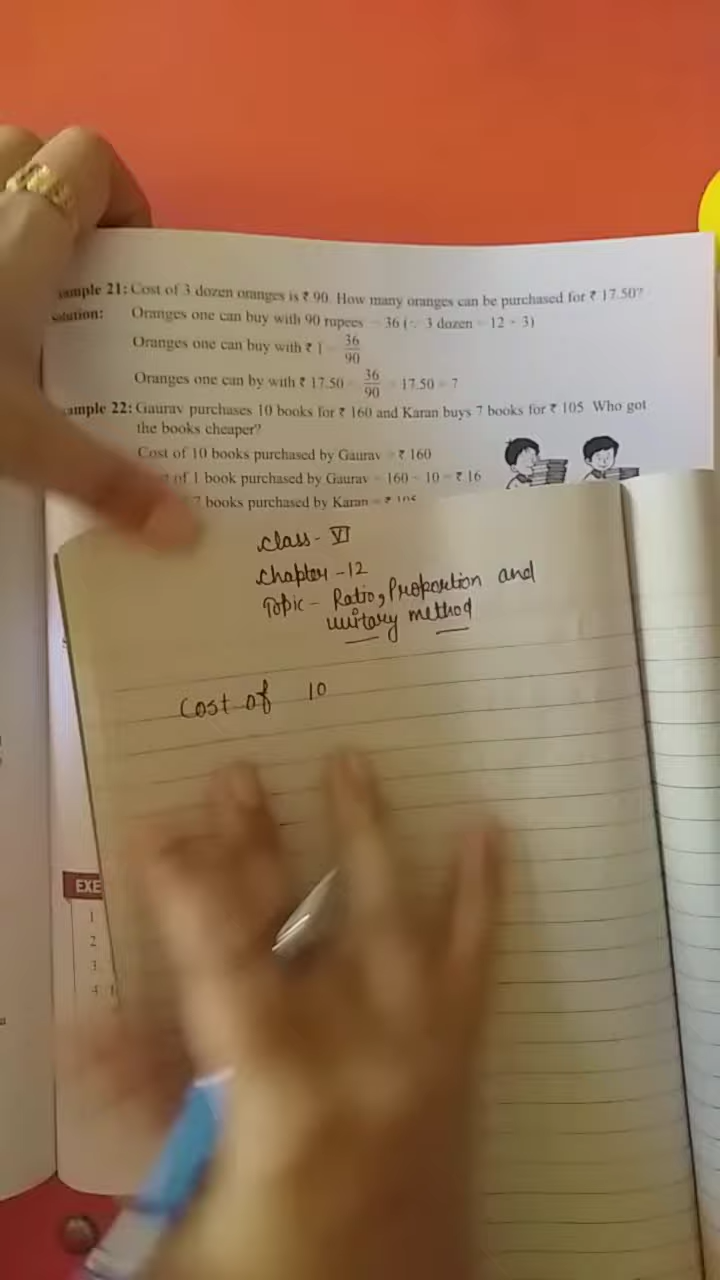 ample 21: Cost of 3 dozen oranges is ₹ 90. How many oranges can be purchased for ₹ 17.50?
Oranges one can buy with 90 rupees = 36 (∵ 3 dozen = 12 × 3)
Oranges one can buy with ₹ 1 = 36/90
Oranges one can by with ₹ 17.50 = 36/90 × 17.50 = 7
ample 22: Gaurav purchases 10 books for ₹ 160 and Karan buys 7 books for ₹ 105. Who got
the books cheaper?
Cost of 10 books purchased by Gaurav = ₹ 160
of 1 book purchased by Gaurav = 160 ÷ 10 = ₹ 16
7 books purchased by Karan = ₹ 105
Class - VI
Chapter - 12
Topic - Ratio, Proportion and
unitary method
Cost of 10
EXE
1
2
3
4